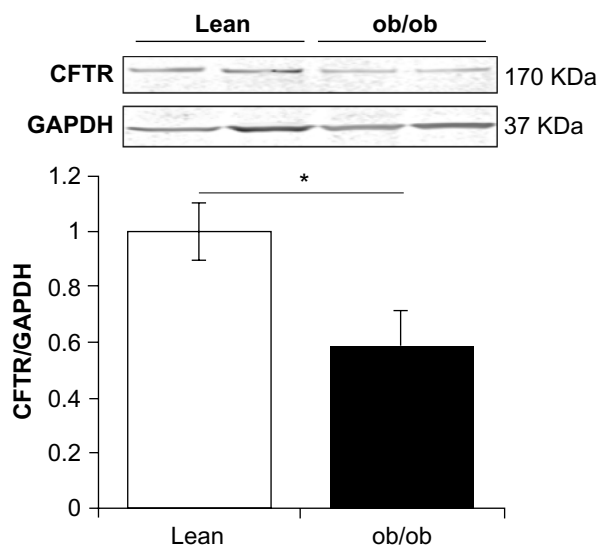 Lean ob/ob
CFTR 170 KDa
GAPDH 37 KDa
*
1.2
1
0.8
0.6
0.4
0.2
0
CFTR/GAPDH
Lean ob/ob